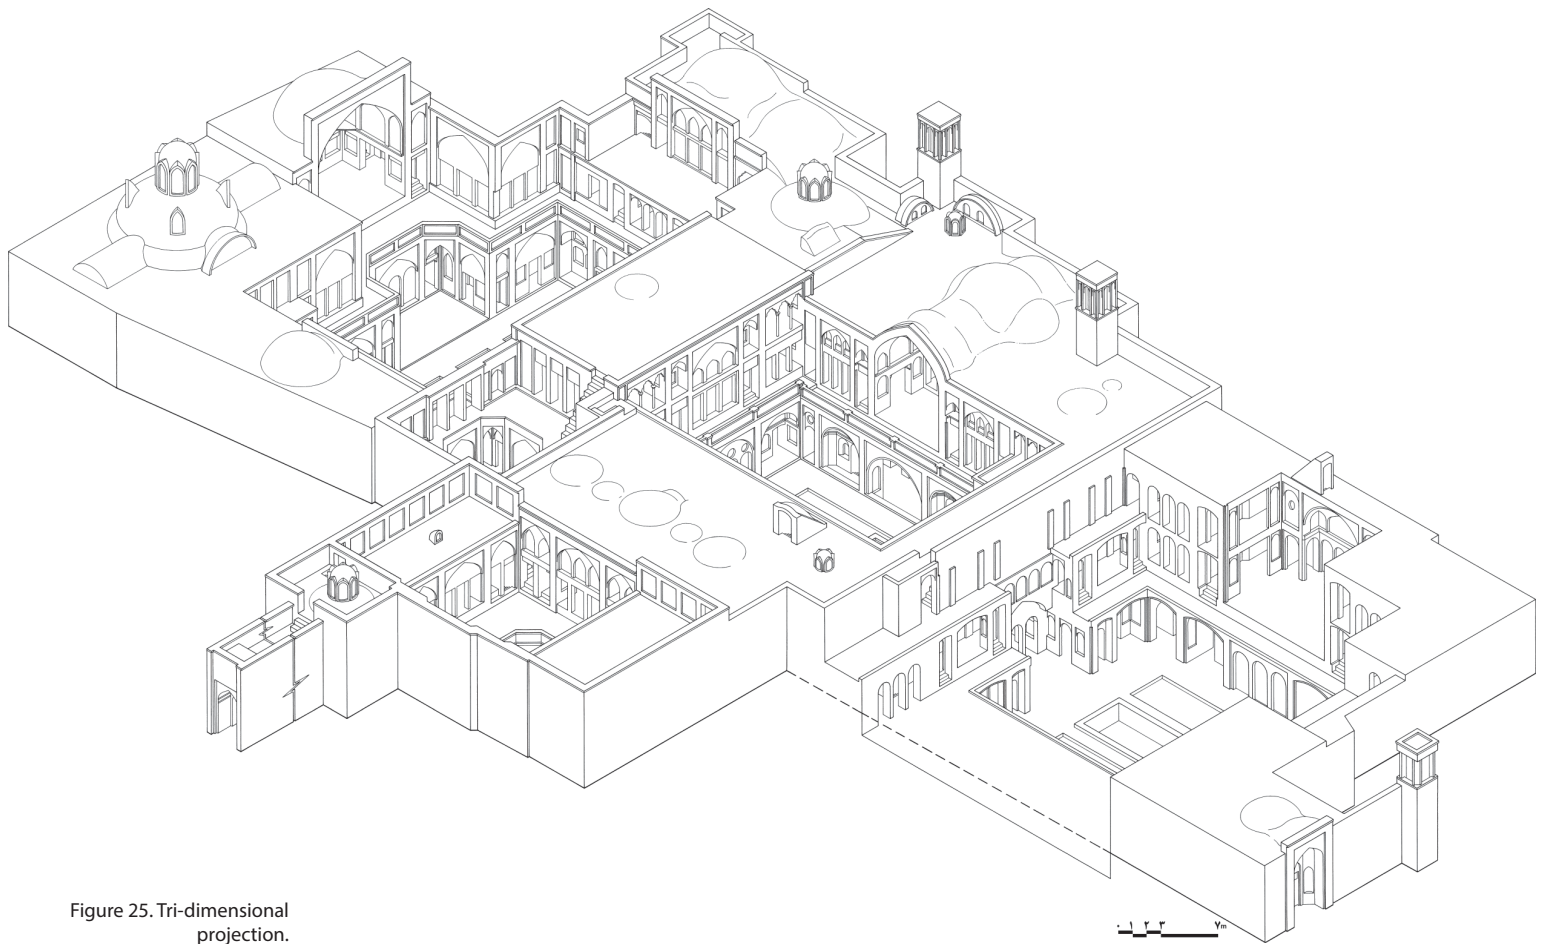 Figure 25. Tri-dimensional
projection.
۰ ۱ ۲ ۳ ۷m